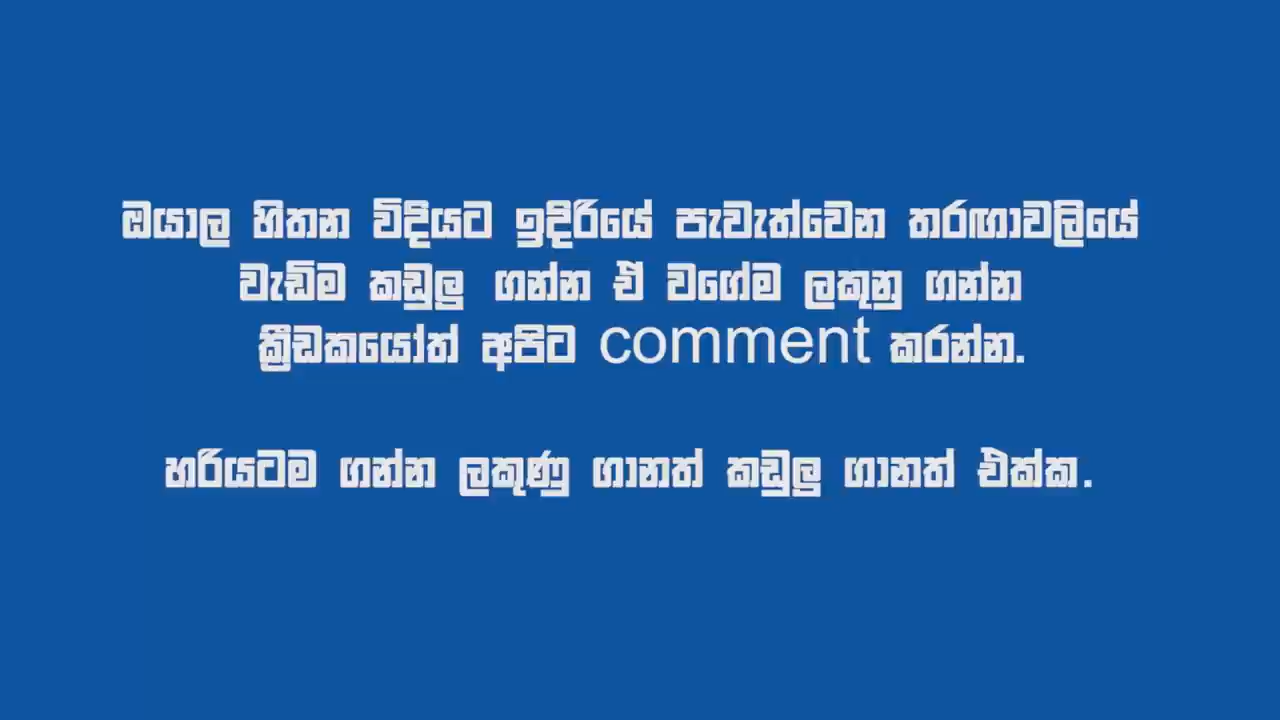 ඔයාල හිතන විදියට ඉදිරියේ පැවැත්වෙන තරඟාවලියේ
වැඩිම කඩුලු ගන්න ඒ වගේම ලකුනු ගන්න
ක්‍රීඩකයෝත් අපිට comment කරන්න.
හරියටම ගන්න ලකුණු ගානත් කඩුලු ගානත් එක්ක.